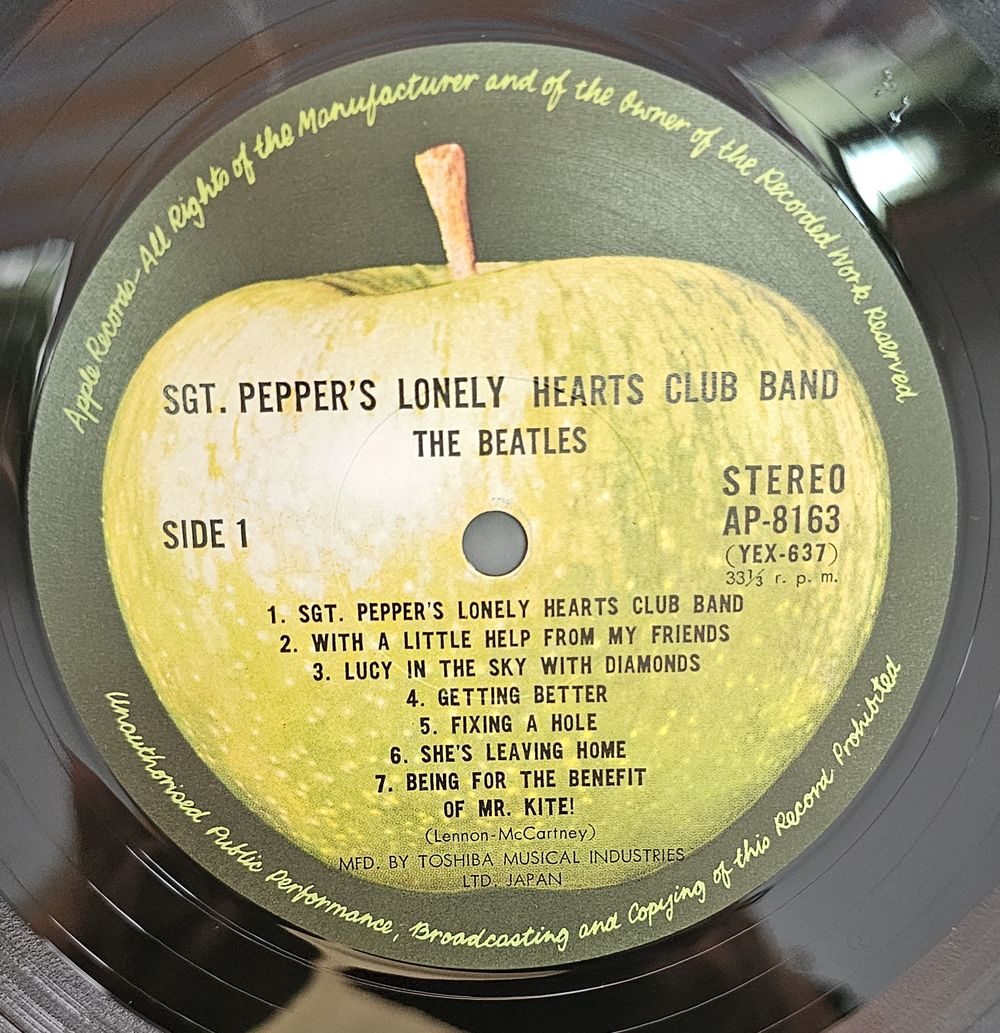 Apple Records-All Rights of the Manufacturer and of the Owner of the Recorded Work Reserved
SGT. PEPPER'S LONELY HEARTS CLUB BAND
THE BEATLES
STEREO
SIDE 1
AP-8163
(YEX-637)
33⅓ r. p. m.
1. SGT. PEPPER'S LONELY HEARTS CLUB BAND
2. WITH A LITTLE HELP FROM MY FRIENDS
3. LUCY IN THE SKY WITH DIAMONDS
4. GETTING BETTER
5. FIXING A HOLE
6. SHE'S LEAVING HOME
7. BEING FOR THE BENEFIT
OF MR. KITE!
(Lennon-McCartney)
MFD. BY TOSHIBA MUSICAL INDUSTRIES
LTD. JAPAN
Unauthorised Public Performance, Broadcasting and Copying of this Record Prohibited